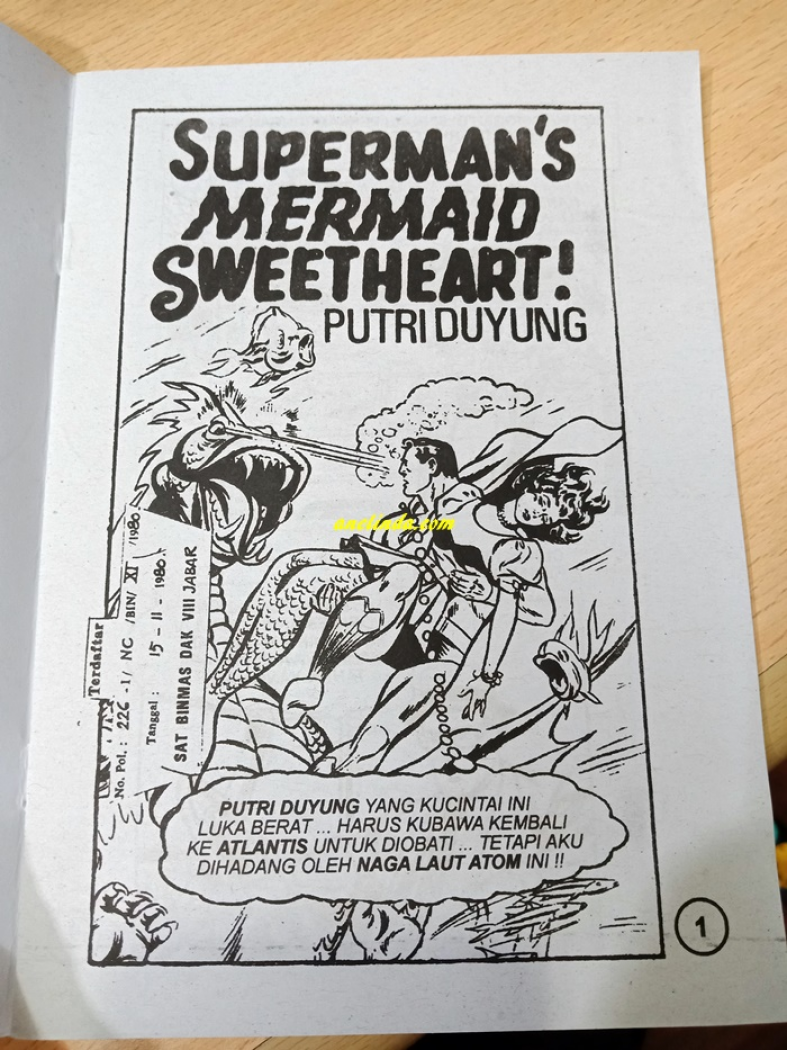 SUPERMAN'S
MERMAID
SWEETHEART!
PUTRI DUYUNG
anelinda.com
Terdaftar
No. Pol. : 226 -1/ NC /BIN/ XI /1980
Tanggal : 15 - 11 - 1980
SAT BINMAS DAK VIII JABAR
PUTRI DUYUNG YANG KUCINTAI INI
LUKA BERAT ... HARUS KUBAWA KEMBALI
KE ATLANTIS UNTUK DIOBATI ... TETAPI AKU
DIHADANG OLEH NAGA LAUT ATOM INI !!
1